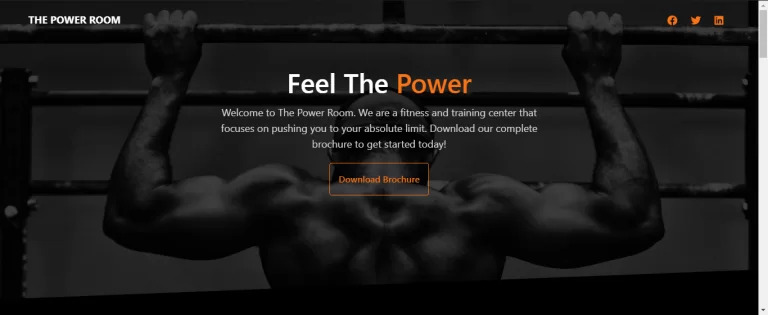 THE POWER ROOM
Feel The Power
Welcome to The Power Room. We are a fitness and training center that
focuses on pushing you to your absolute limit. Download our complete
brochure to get started today!
Download Brochure